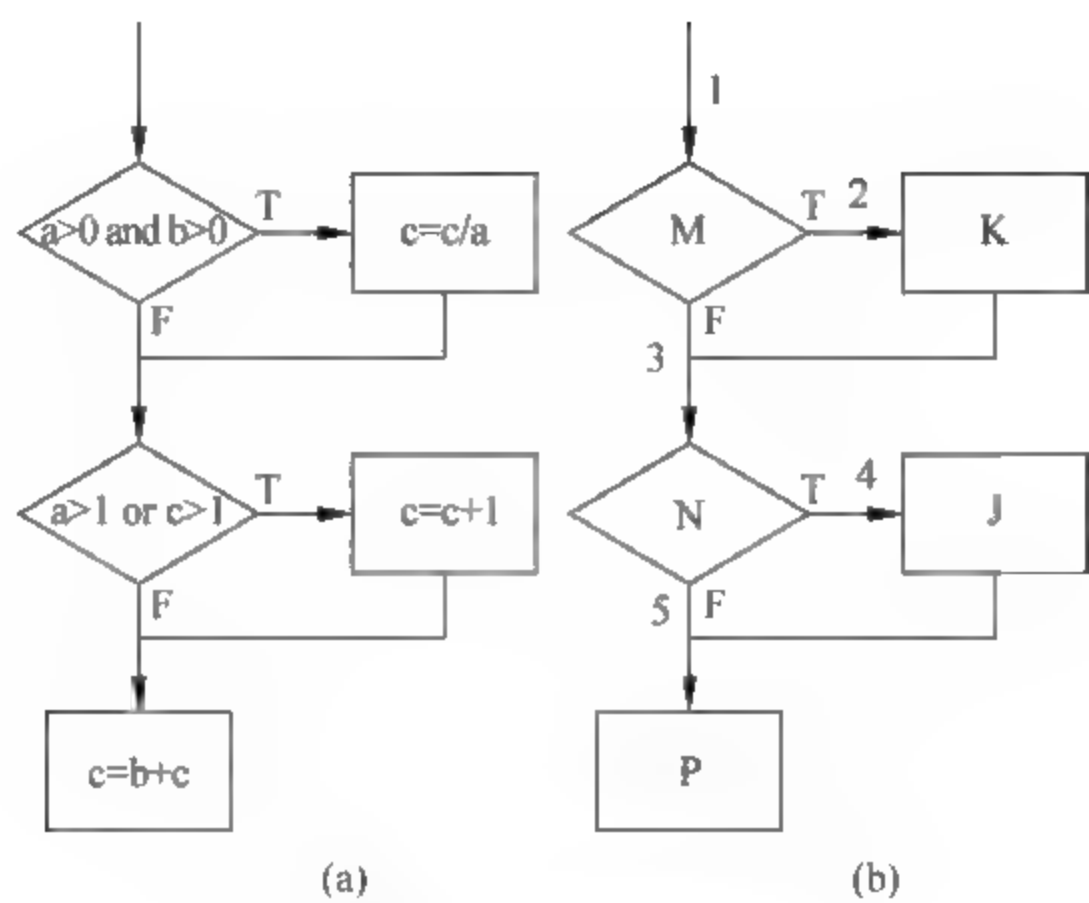 a>0 and b>0
T
c=c/a
F
a>1 or c>1
T
c=c+1
F
c=b+c
(a)
1
M
T
2
K
F
3
N
T
4
J
5
F
P
(b)